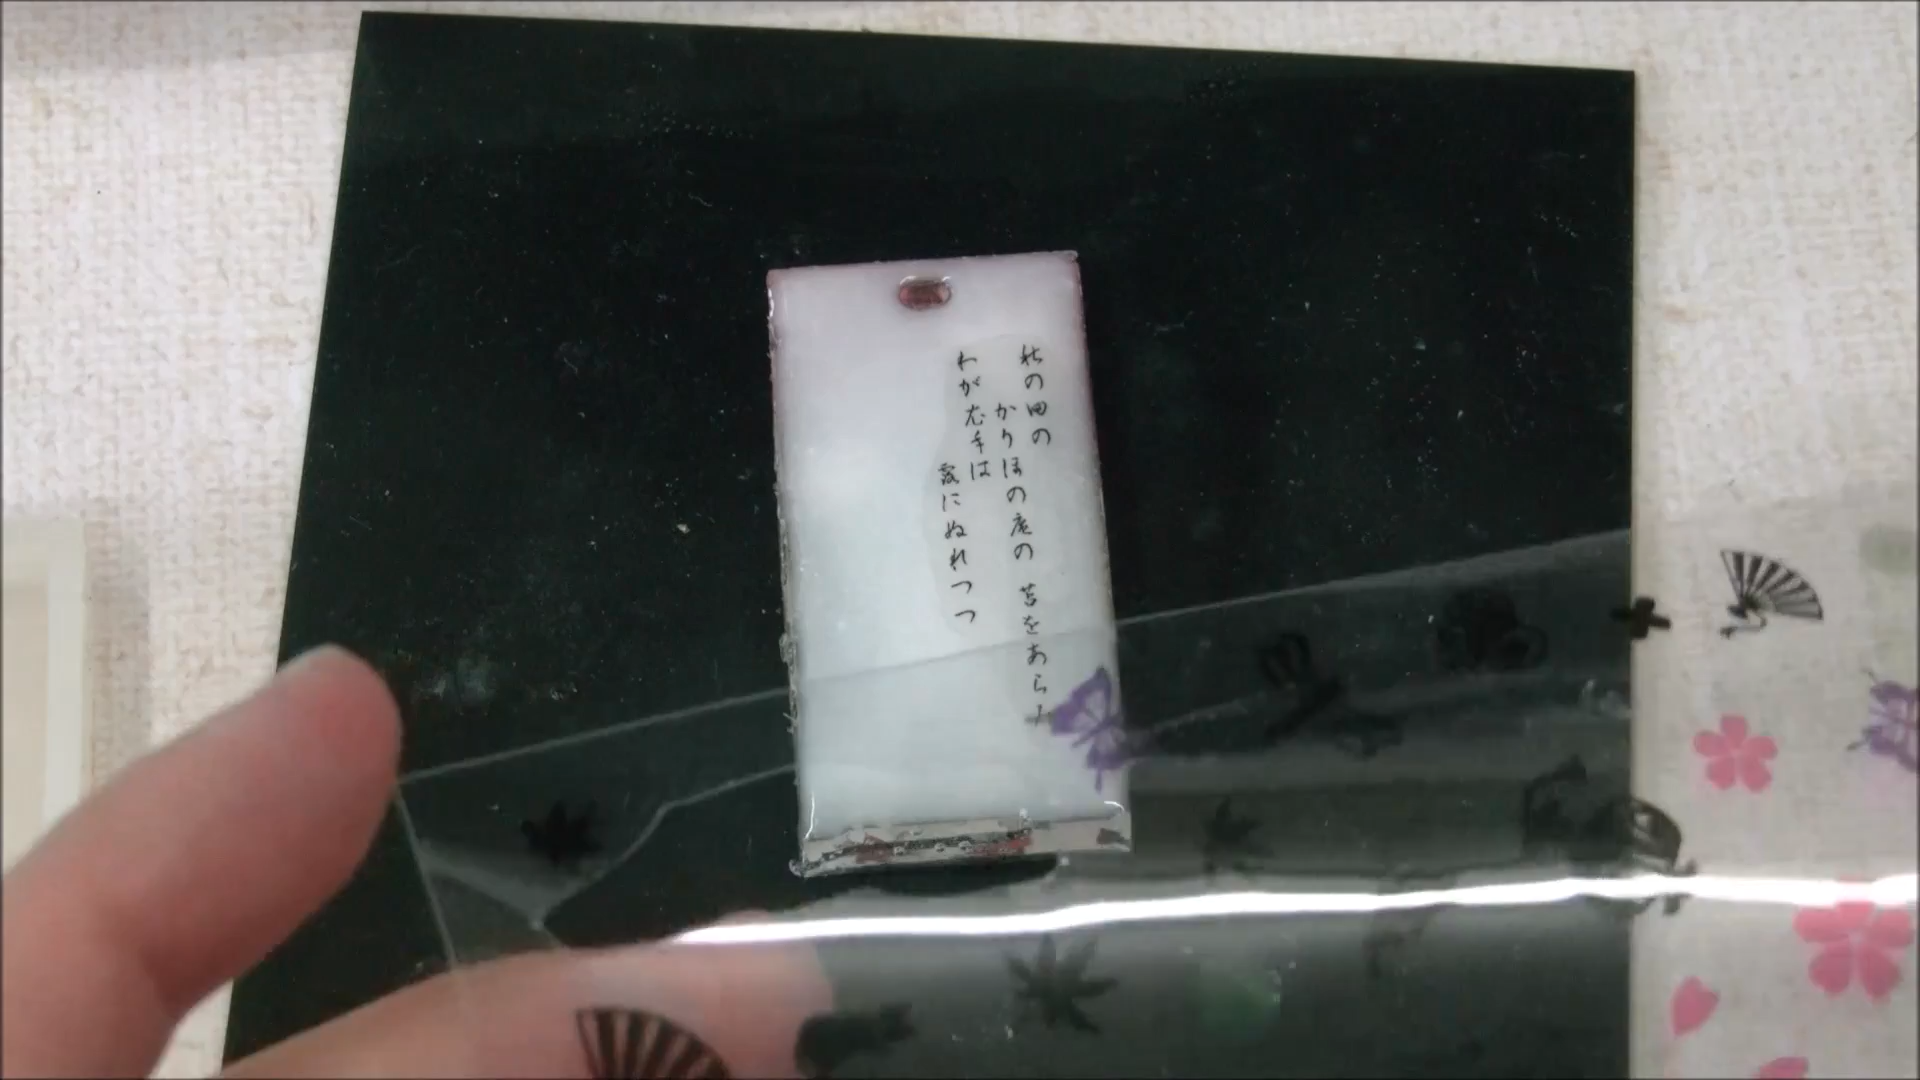 秋の田の
かりほの庵の 苫をあらみ
わが衣手は
露にぬれつつ